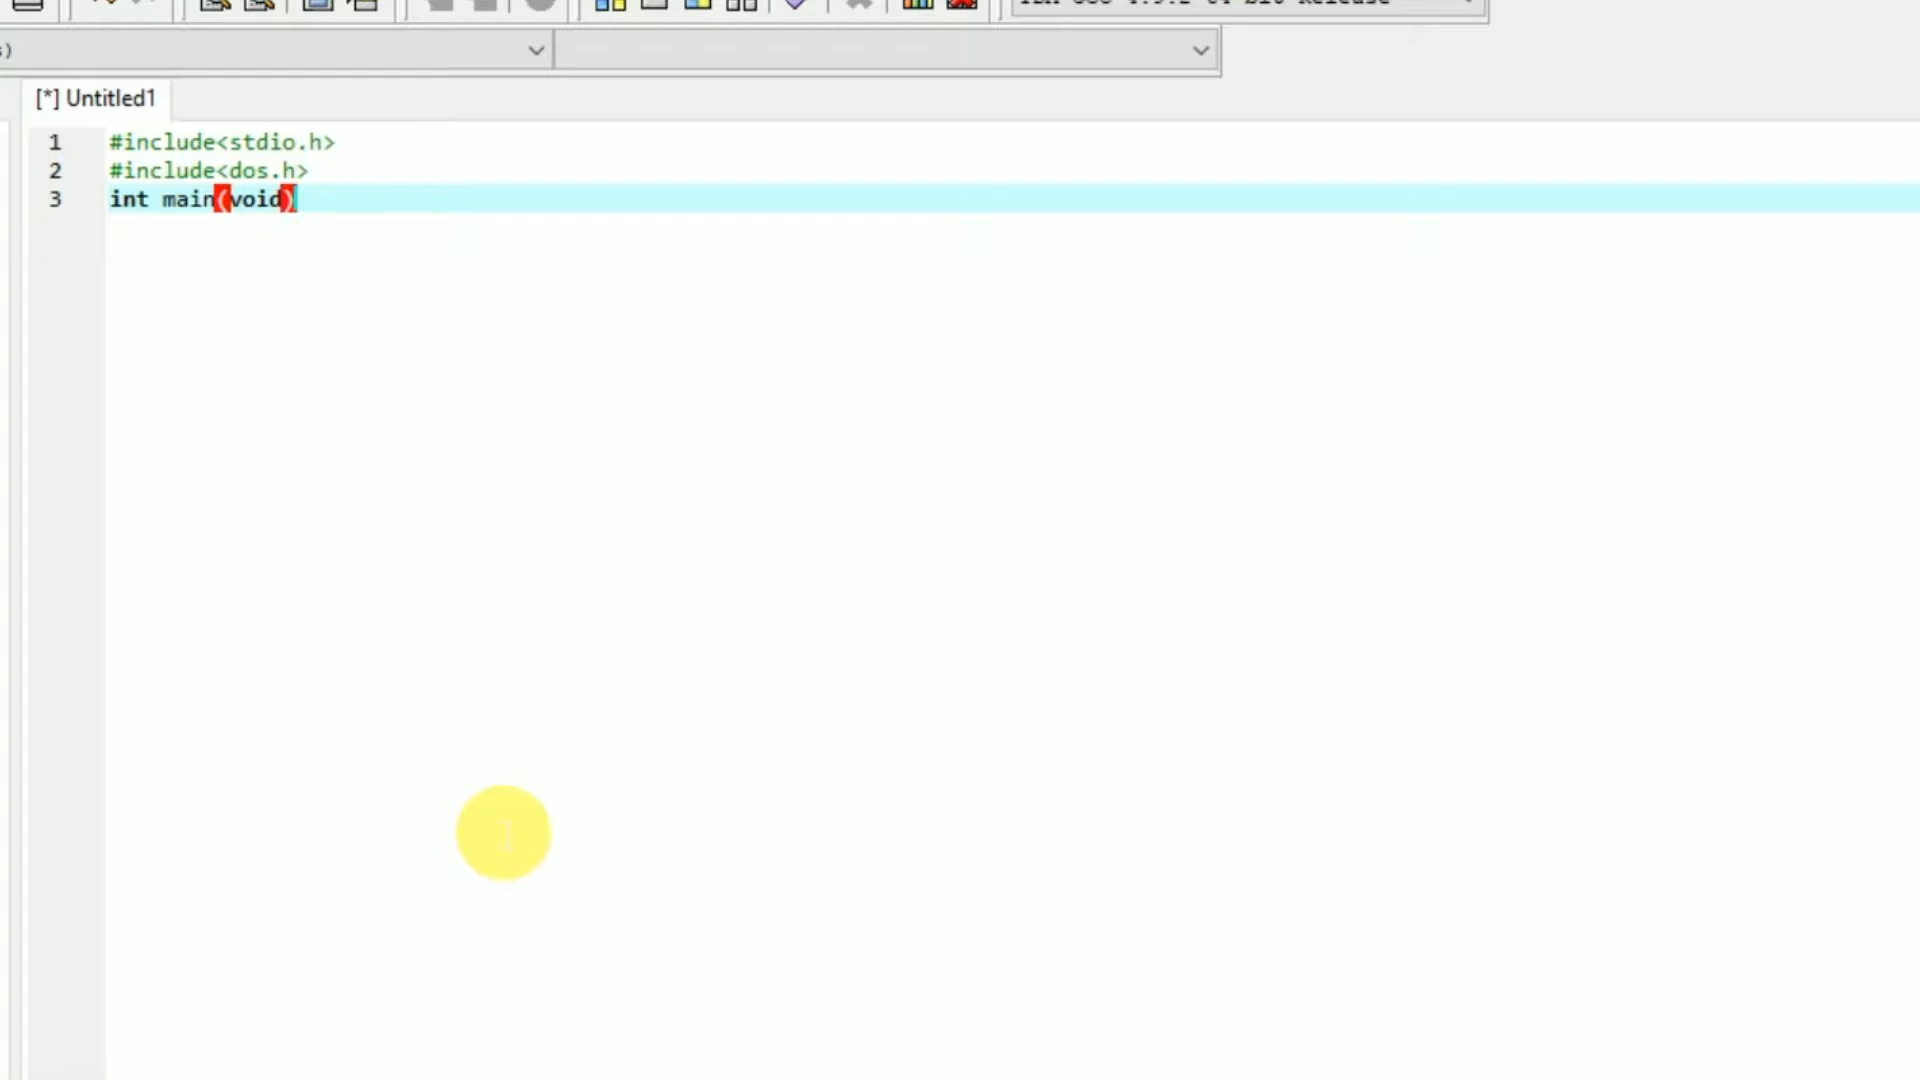 s)
[*] Untitled1
1 #include<stdio.h>
2 #include<dos.h>
3 int main(void)